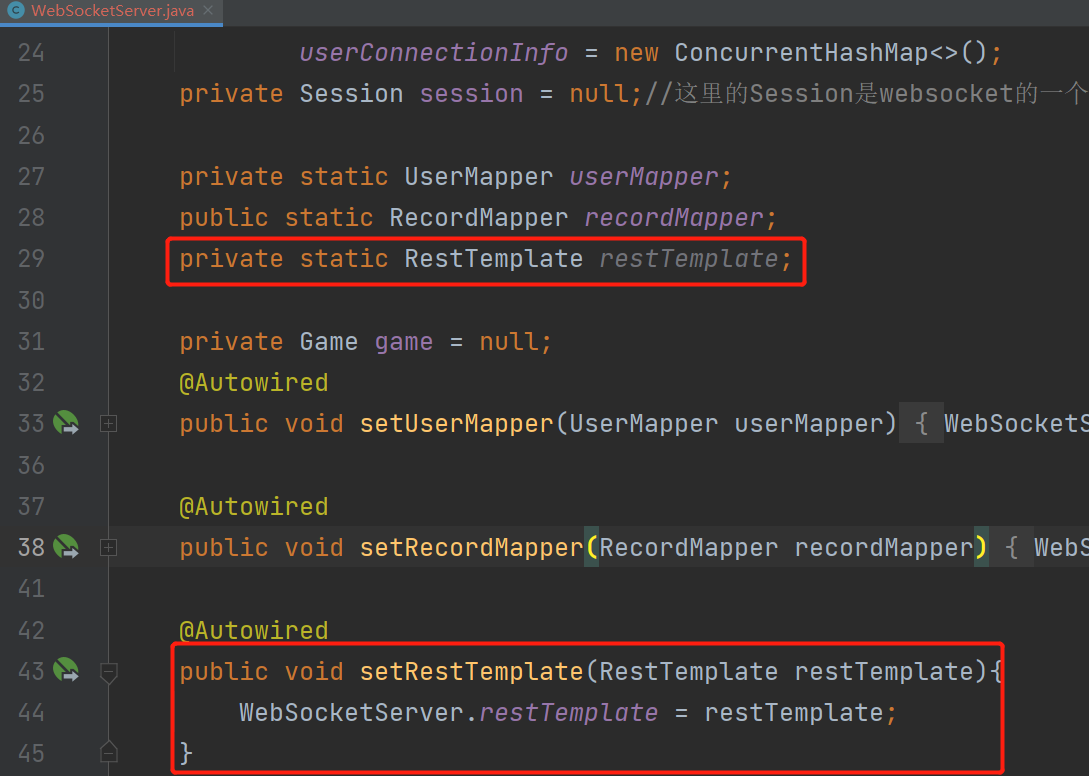 WebSocketServer.java
24 userConnectionInfo = new ConcurrentHashMap<>();
25 private Session session = null;//这里的Session是websocket的一个
26
27 private static UserMapper userMapper;
28 public static RecordMapper recordMapper;
29 private static RestTemplate restTemplate;
30
31 private Game game = null;
32 @Autowired
33 public void setUserMapper(UserMapper userMapper) { WebSocketS
36
37 @Autowired
38 public void setRecordMapper(RecordMapper recordMapper) { WebS
41
42 @Autowired
43 public void setRestTemplate(RestTemplate restTemplate){
44 WebSocketServer.restTemplate = restTemplate;
45 }